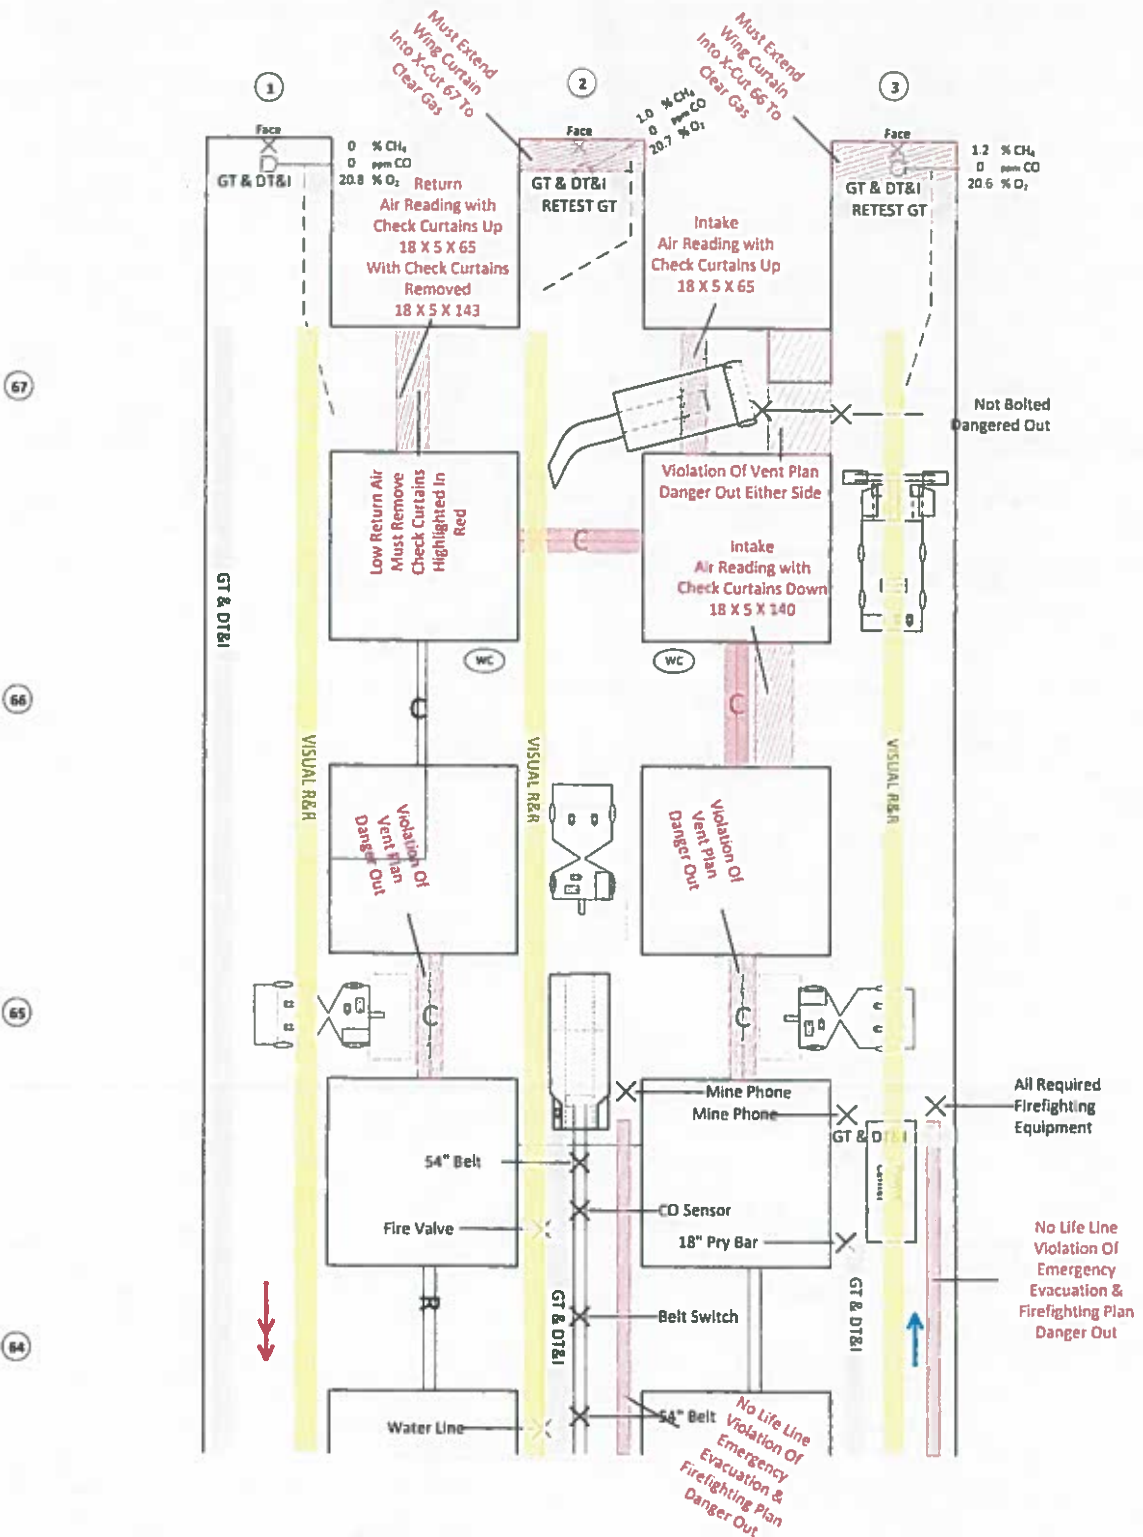 Must Extend
Wing Curtain
Into X-Cut 67 To
Clear Gas
Must Extend
Wing Curtain
Into X-Cut 66 To
Clear Gas
1
2
3
Face
0 % CH₄
0 ppm CO
20.8 % O₂
GT & DT&I
Face
1.0 % CH₄
0 ppm CO
20.7 % O₂
GT & DT&I
RETEST GT
Face
1.2 % CH₄
0 ppm CO
20.6 % O₂
GT & DT&I
RETEST GT
Return
Air Reading with
Check Curtains Up
18 X 5 X 65
With Check Curtains
Removed
18 X 5 X 143
Intake
Air Reading with
Check Curtains Up
18 X 5 X 65
67
Not Bolted
Dangered Out
Low Return Air
Must Remove
Check Curtains
Highlighted In
Red
Violation Of Vent Plan
Danger Out Either Side
C
Intake
Air Reading with
Check Curtains Down
18 X 5 X 140
GT & DT&I
WC
WC
66
C
C
VISUAL R&R
VISUAL R&R
VISUAL R&R
Violation Of
Vent Plan
Danger Out
Violation Of
Vent Plan
Danger Out
65
C
C
Mine Phone
Mine Phone
All Required
Firefighting
Equipment
GT & DT&I
54" Belt
CO Sensor
Fire Valve
18" Pry Bar
No Life Line
Violation Of
Emergency
Evacuation &
Firefighting Plan
Danger Out
R
GT & DT&I
Belt Switch
GT & DT&I
64
Water Line
54" Belt
No Life Line
Violation Of
Emergency
Evacuation &
Firefighting Plan
Danger Out